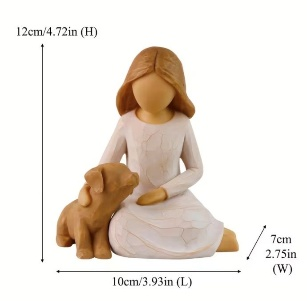 12cm/4.72in (H)
7cm
2.75in
(W)
10cm/3.93in (L)